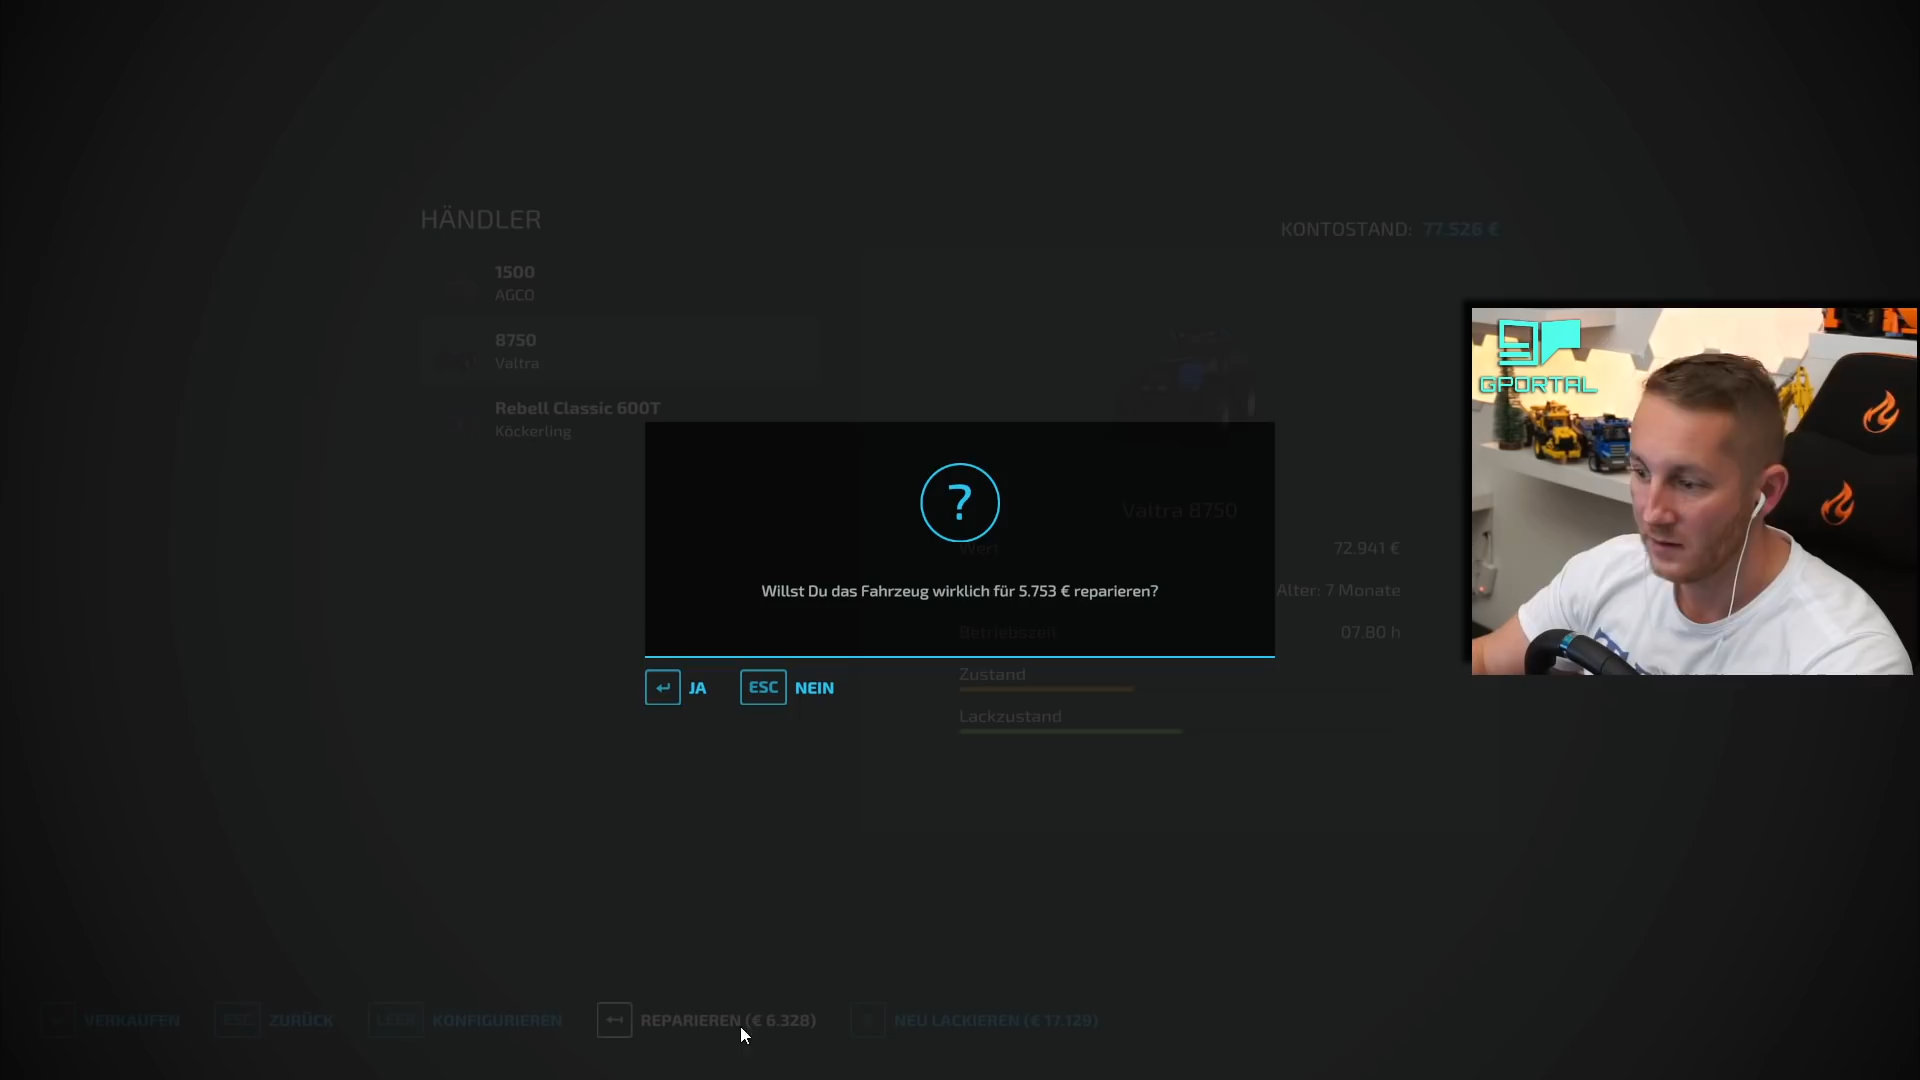 HÄNDLER
KONTOSTAND: 77.526 €
1500
AGCO
8750
Valtra
Rebell Classic 600T
Köckerling
GPORTAL
?
Valtra 8750
Wert
72.941 €
Willst Du das Fahrzeug wirklich für 5.753 € reparieren?
Alter: 7 Monate
Betriebszeit
07.80 h
Zustand
JA
ESC NEIN
Lackzustand
VERKAUFEN
ESC ZURÜCK
LEER KONFIGURIEREN
REPARIEREN (€ 6.328)
NEU LACKIEREN (€ 17.129)